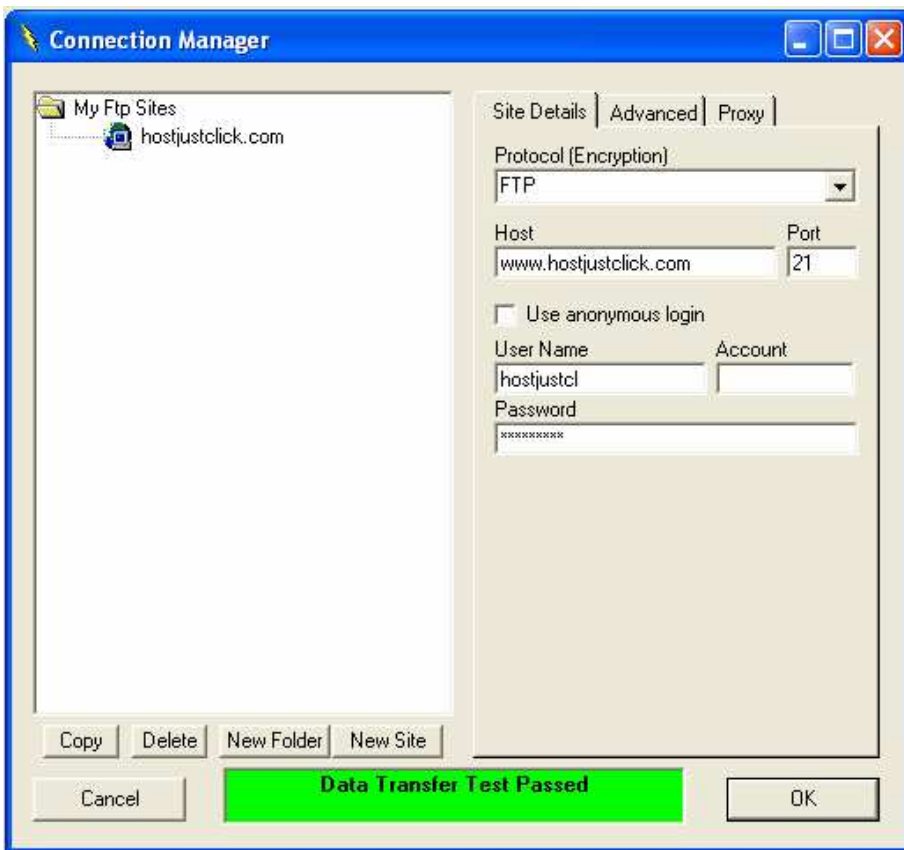 Connection Manager
My Ftp Sites
hostjustclick.com
Site Details Advanced Proxy
Protocol (Encryption)
FTP
Host Port
www.hostjustclick.com 21
Use anonymous login
User Name Account
hostjustcl
Password
*********
Copy Delete New Folder New Site
Cancel Data Transfer Test Passed OK